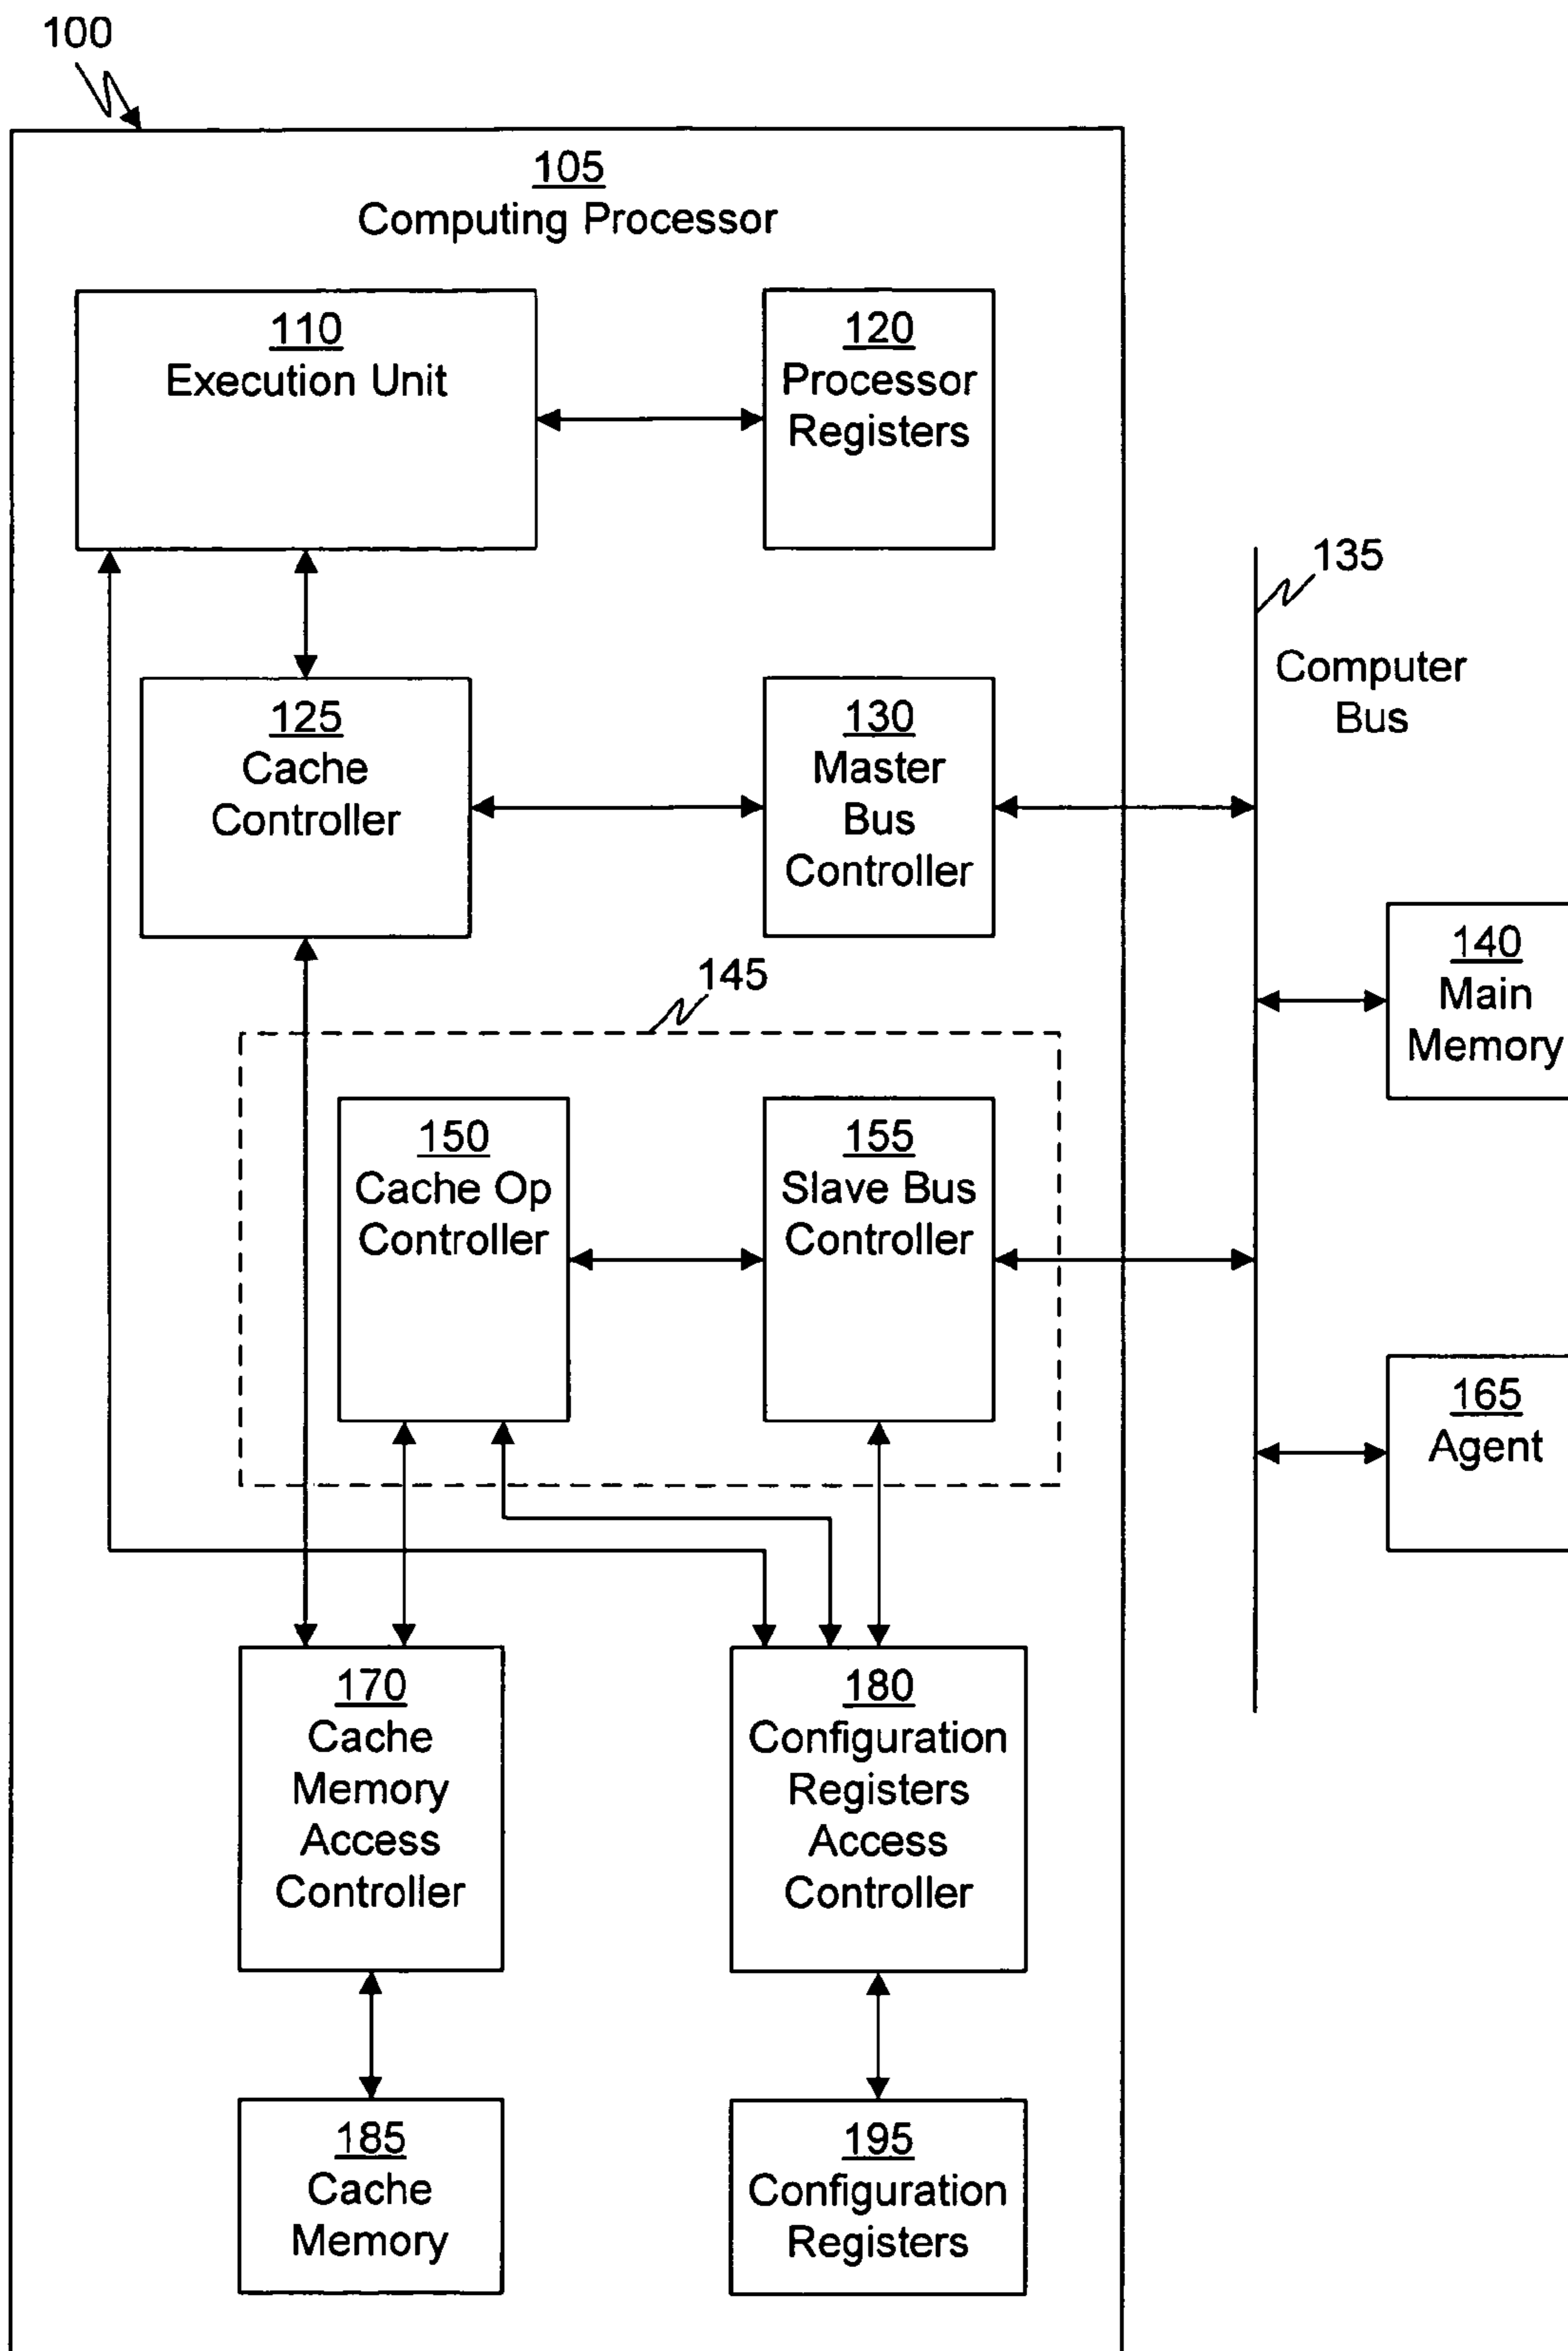 100
105
Computing Processor
110
Execution Unit
120
Processor
Registers
135
Computer
Bus
125
Cache
Controller
130
Master
Bus
Controller
140
Main
Memory
145
150
Cache Op
Controller
155
Slave Bus
Controller
165
Agent
170
Cache
Memory
Access
Controller
180
Configuration
Registers
Access
Controller
185
Cache
Memory
195
Configuration
Registers